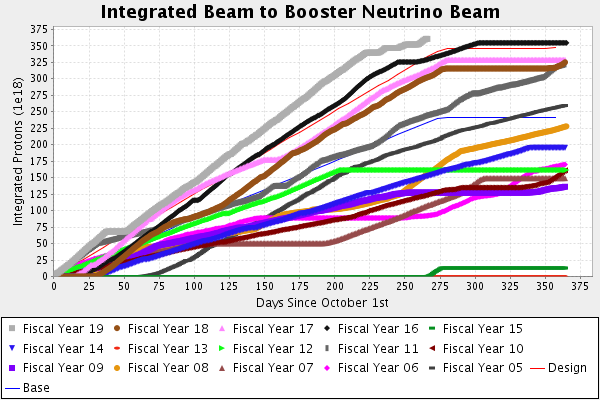 Integrated Beam to Booster Neutrino Beam
Integrated Protons (1e18)
375
350
325
300
275
250
225
200
175
150
125
100
75
50
25
0
0 25 50 75 100 125 150 175 200 225 250 275 300 325 350 375
Days Since October 1st
Fiscal Year 19 Fiscal Year 18 Fiscal Year 17 Fiscal Year 16 Fiscal Year 15
Fiscal Year 14 Fiscal Year 13 Fiscal Year 12 Fiscal Year 11 Fiscal Year 10
Fiscal Year 09 Fiscal Year 08 Fiscal Year 07 Fiscal Year 06 Fiscal Year 05 Design
Base